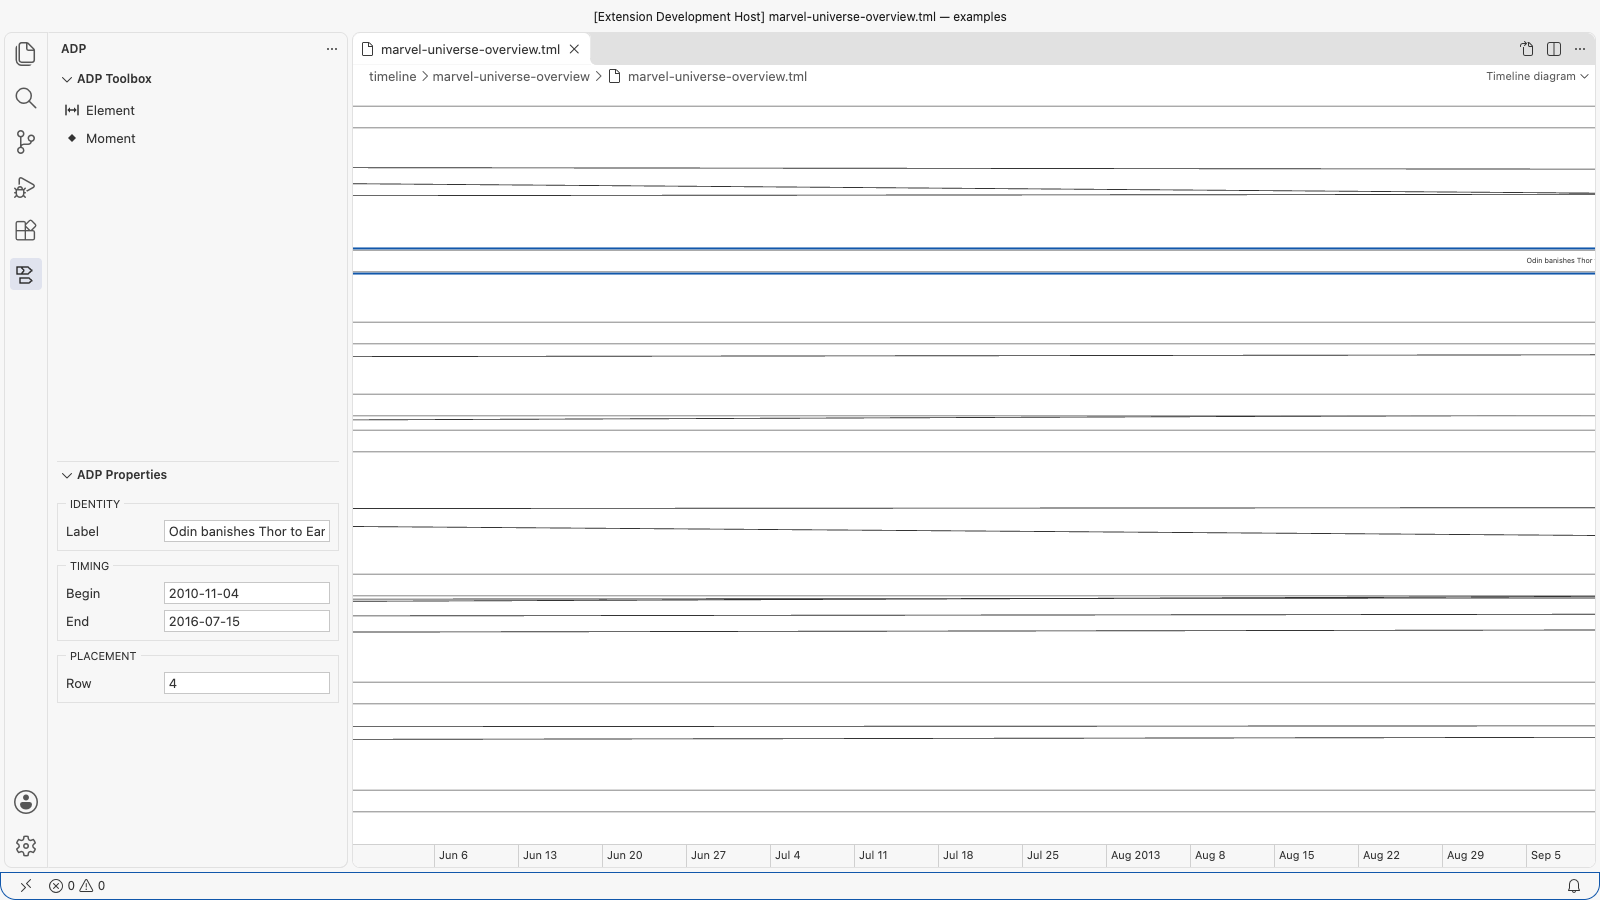 [Extension Development Host] marvel-universe-overview.tml — examples
ADP
ADP Toolbox
Element
Moment
ADP Properties
IDENTITY
Label
Odin banishes Thor to Ear
TIMING
Begin
2010-11-04
End
2016-07-15
PLACEMENT
Row
4
marvel-universe-overview.tml
timeline
marvel-universe-overview
marvel-universe-overview.tml
Timeline diagram
Odin banishes Thor
Jun 6
Jun 13
Jun 20
Jun 27
Jul 4
Jul 11
Jul 18
Jul 25
Aug 2013
Aug 8
Aug 15
Aug 22
Aug 29
Sep 5
0
0